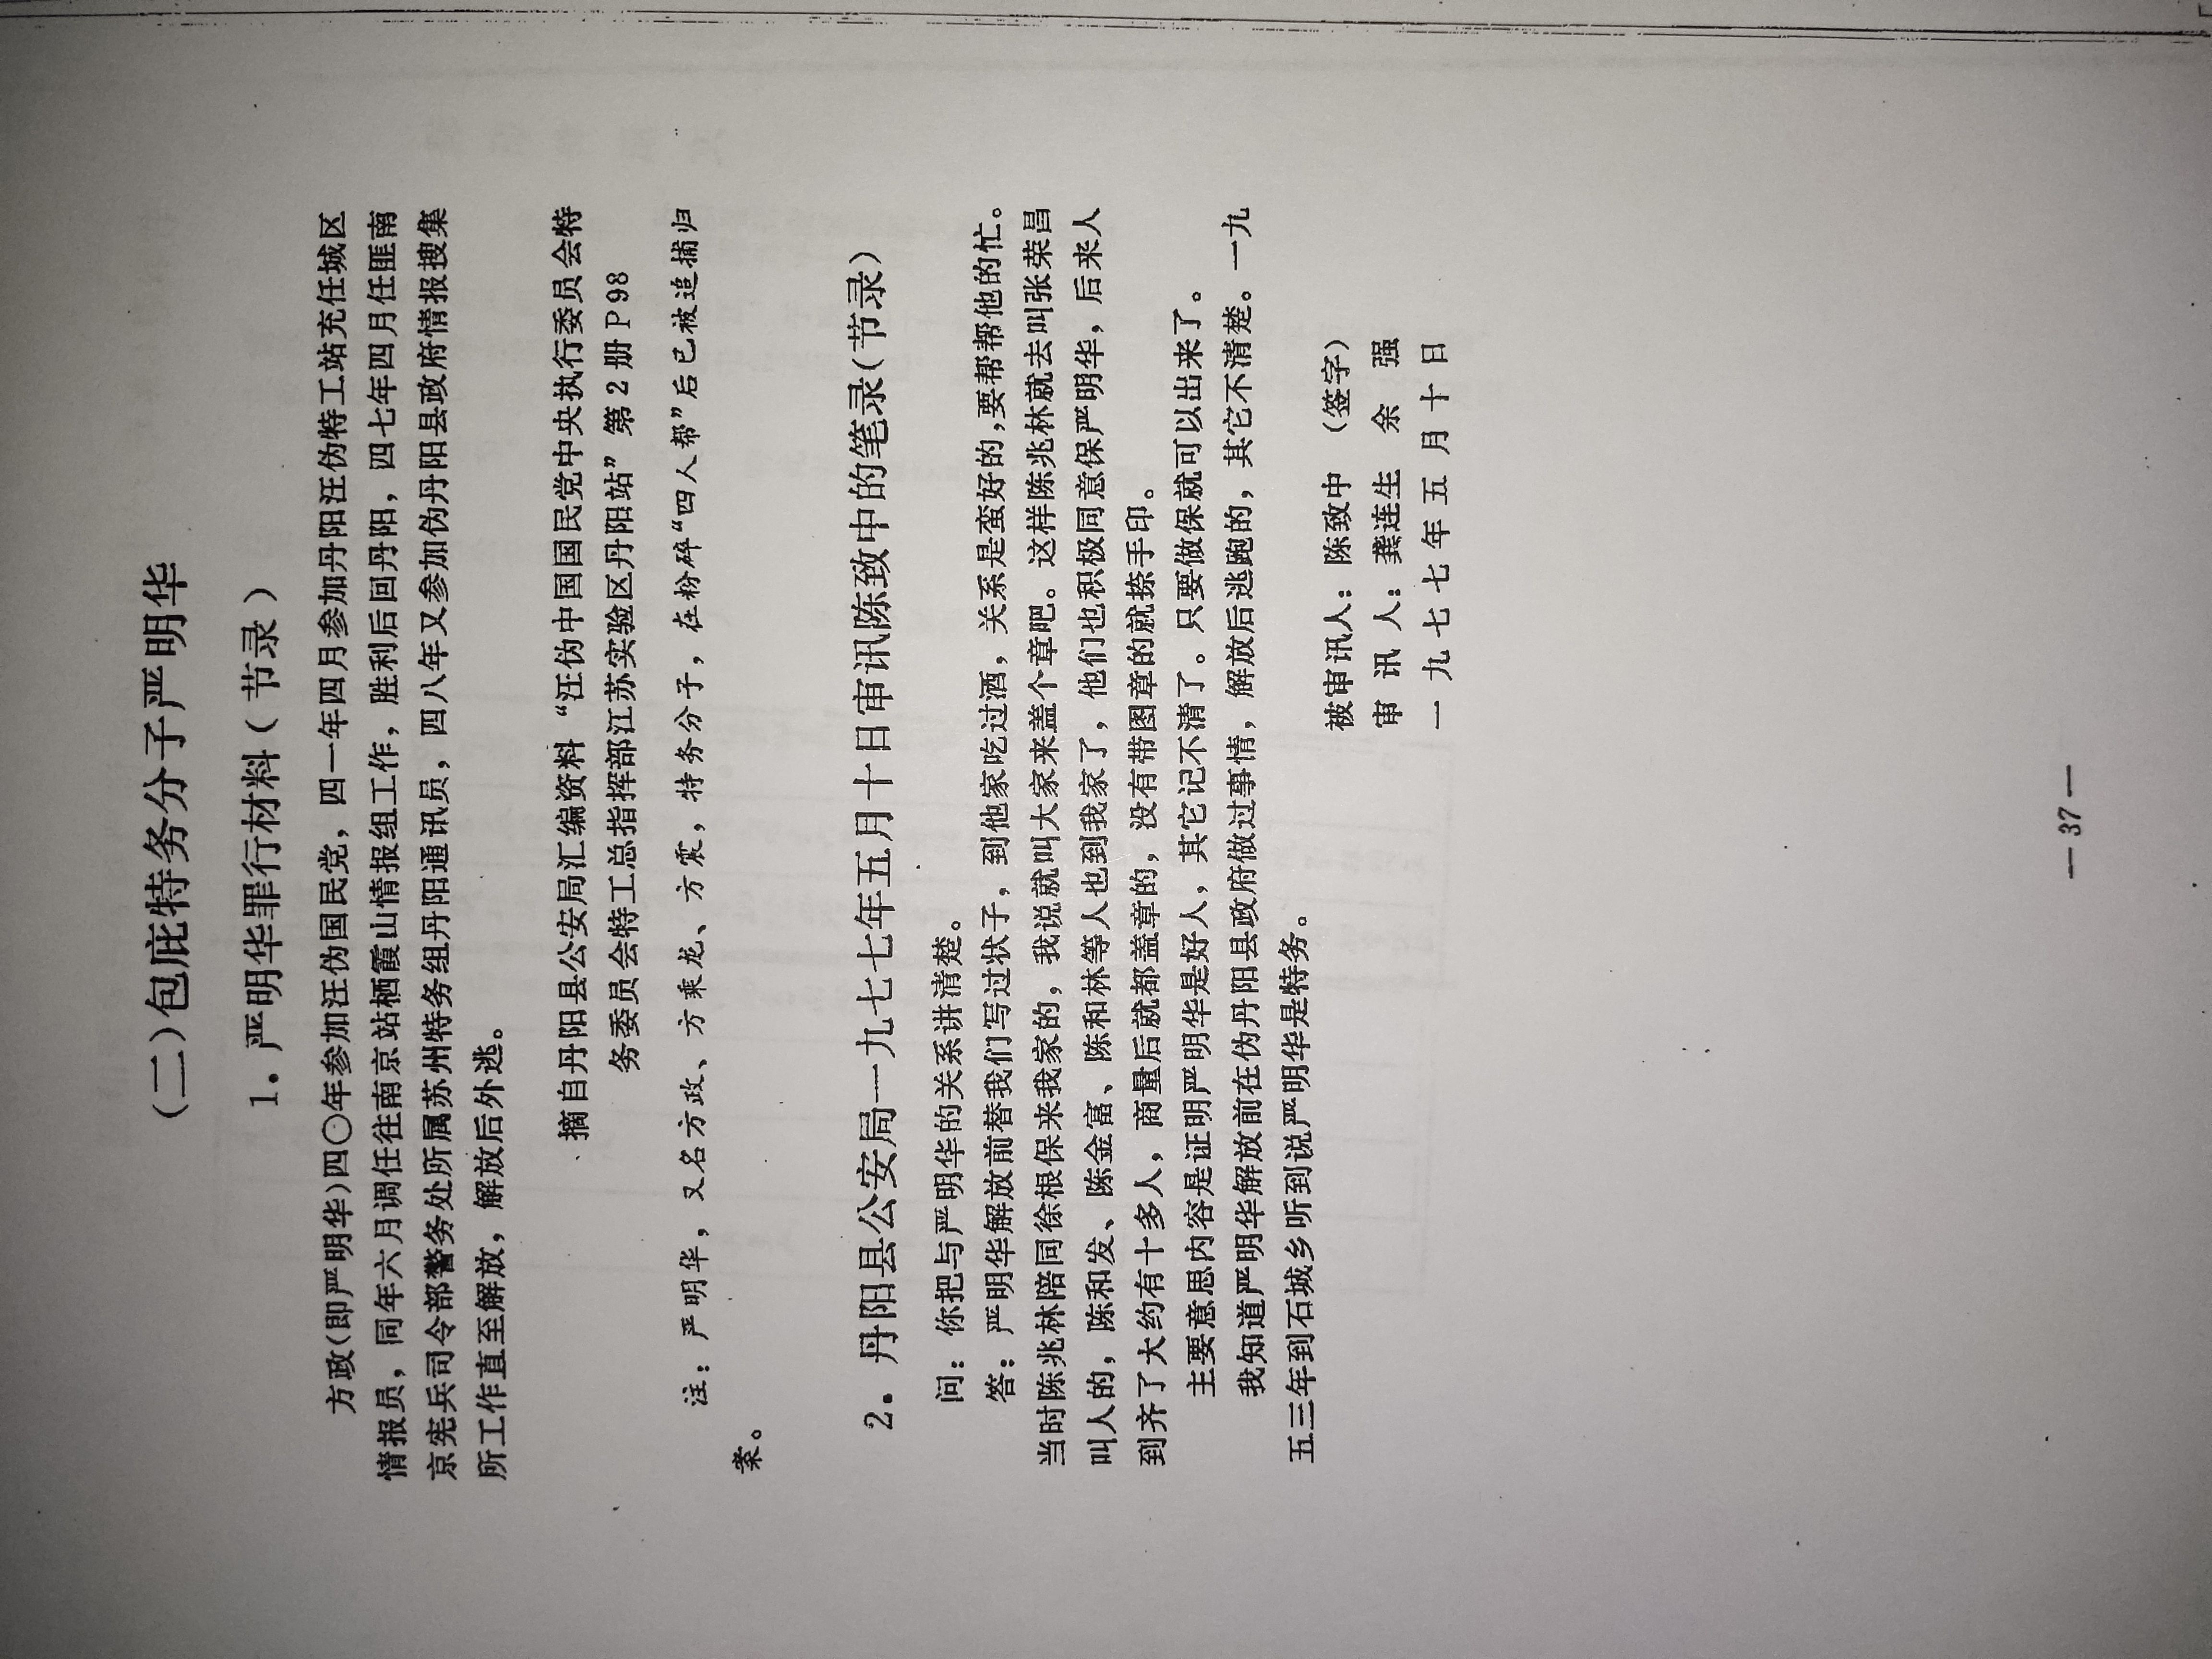 （二）包庇特务分子严明华
1．严明华罪行材料（节录）
方政（即严明华）四〇年参加汪伪国民党，四一年四月参加丹阳汪伪特工站充任城区
情报员，同年六月调任往南京站栖霞山情报组工作，胜利后回丹阳，四七年四月任匪南
京宪兵司令部警务处所属苏州特务组丹阳通讯员，四八年又参加伪丹阳县政府情报搜集
所工作直至解放，解放后外逃。
摘自丹阳县公安局汇编资料“汪伪中国国民党中央执行委员会特
务委员会特工总指挥部江苏实验区丹阳站”第2册P98
注：严明华，又名方政、方乘龙、方震，特务分子，在粉碎“四人帮”后已被追捕归
案。
2．丹阳县公安局一九七七年五月十日审讯陈致中的笔录（节录）
问：你把与严明华的关系讲清楚。
答：严明华解放前替我们写过状子，到他家吃过酒，关系是蛮好的，要帮帮他的忙。
当时陈兆林陪同徐根保来我家的，我说就叫大家来盖个章吧。这样陈兆林就去叫张荣昌
叫人的，陈和发、陈金富、陈和林等人也到我家了，他们也积极同意保严明华，后来人
到齐了大约有十多人，商量后就都盖章的，没有带图章的就捺手印。
主要意思内容是证明严明华是好人，其它记不清了。只要做保就可以出来了。
我知道严明华解放前在伪丹阳县政府做过事情，解放后逃跑的，其它不清楚。一九
五三年到石城乡听到说严明华是特务。
被审讯人：陈致中　（签字）
审 讯 人：龚连生　余　强
一九七七年五月十日
— 37 —